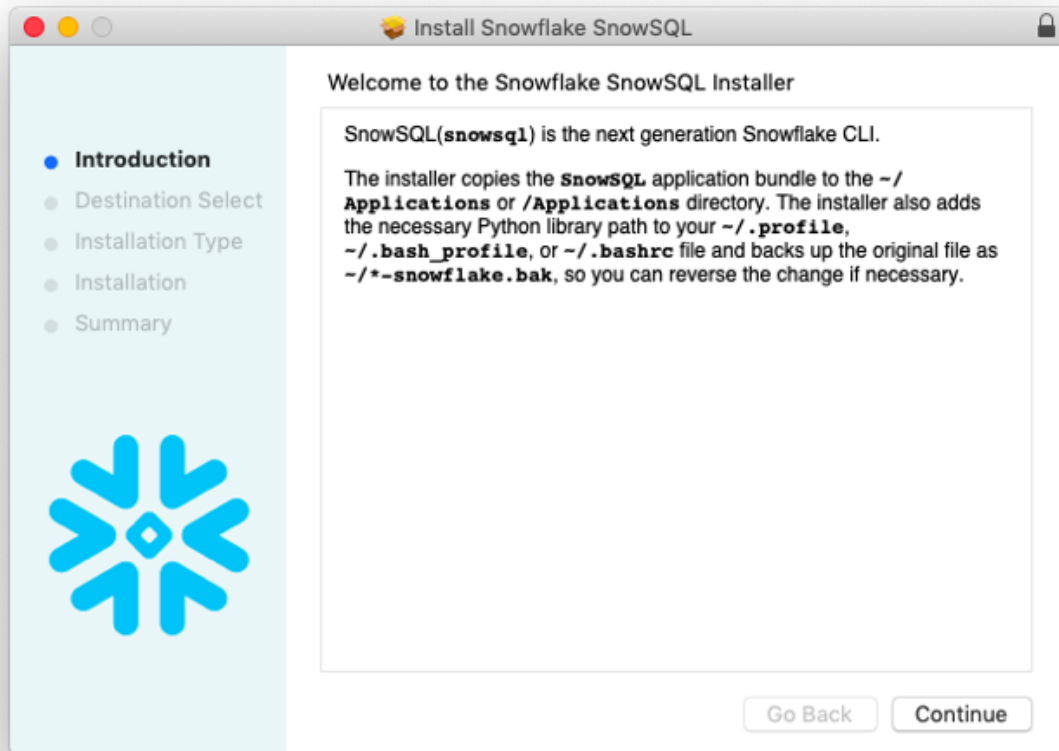 Install Snowflake SnowSQL
Welcome to the Snowflake SnowSQL Installer
Introduction
Destination Select
Installation Type
Installation
Summary
SnowSQL(snowsql) is the next generation Snowflake CLI.
The installer copies the SnowSQL application bundle to the ~/
Applications or /Applications directory. The installer also adds
the necessary Python library path to your ~/.profile,
~/.bash_profile, or ~/.bashrc file and backs up the original file as
~/*-snowflake.bak, so you can reverse the change if necessary.
Go Back
Continue